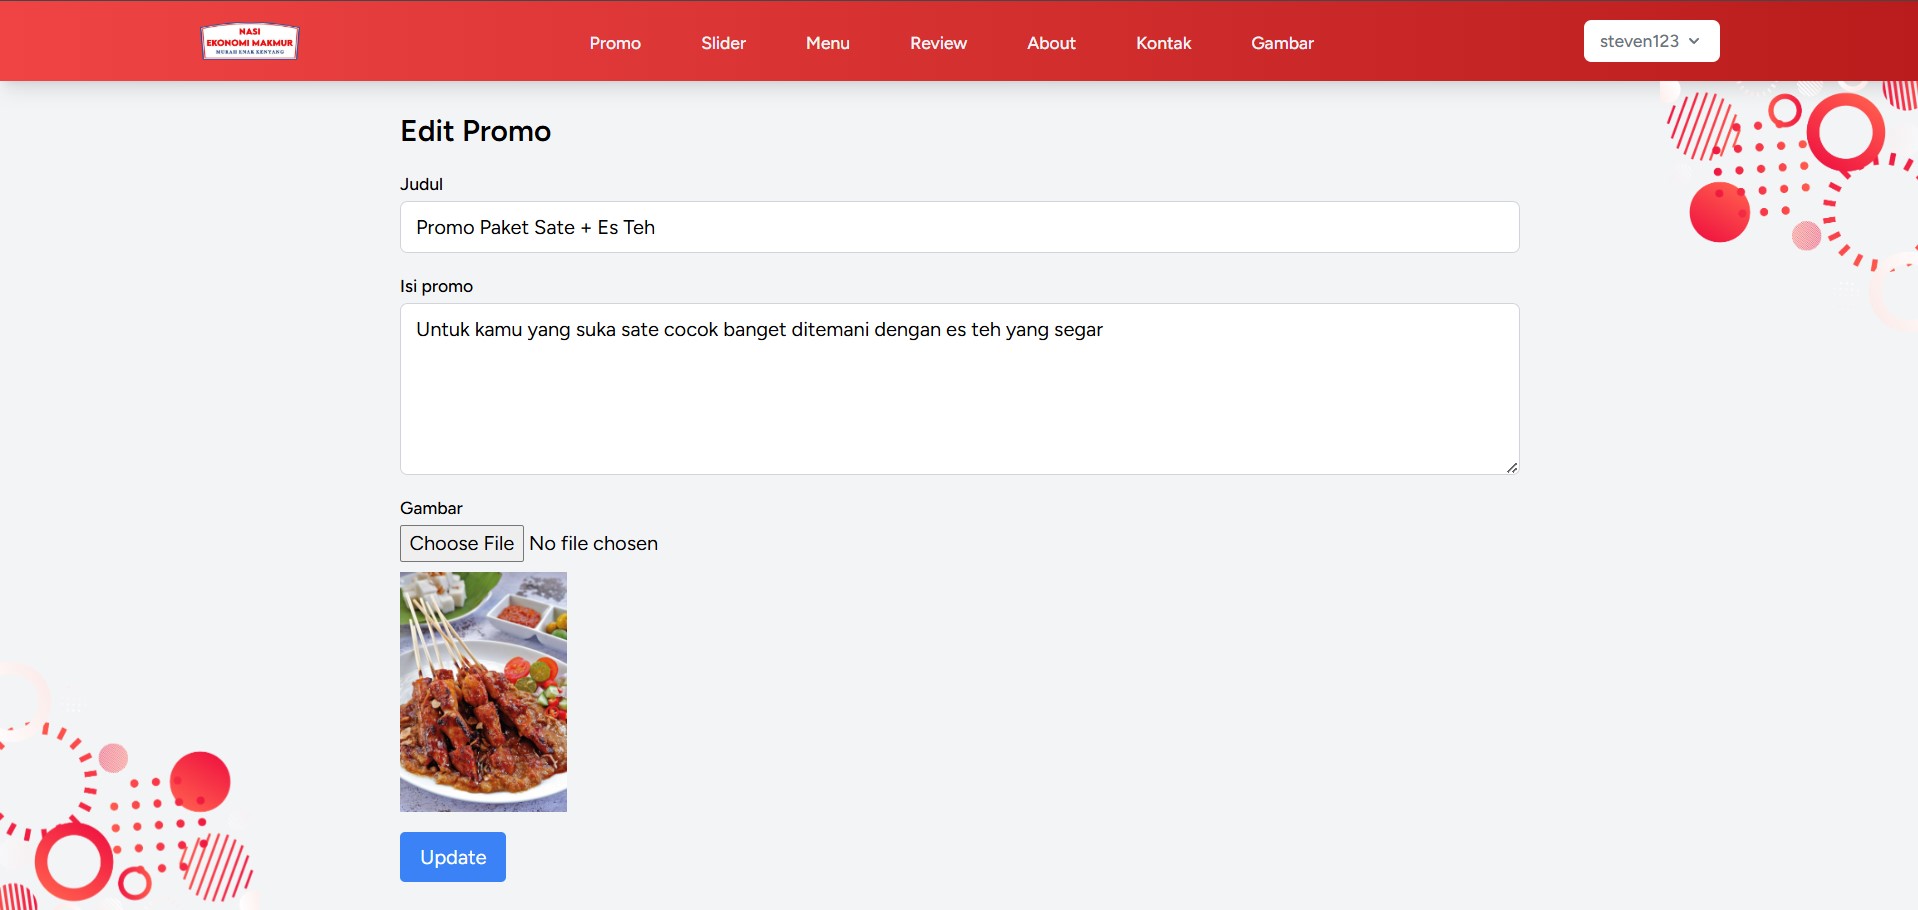 NASI
EKONOMI MAKMUR
MURAH ENAK KENYANG
Promo
Slider
Menu
Review
About
Kontak
Gambar
steven123
Edit Promo
Judul
Promo Paket Sate + Es Teh
Isi promo
Untuk kamu yang suka sate cocok banget ditemani dengan es teh yang segar
Gambar
Choose File No file chosen
Update